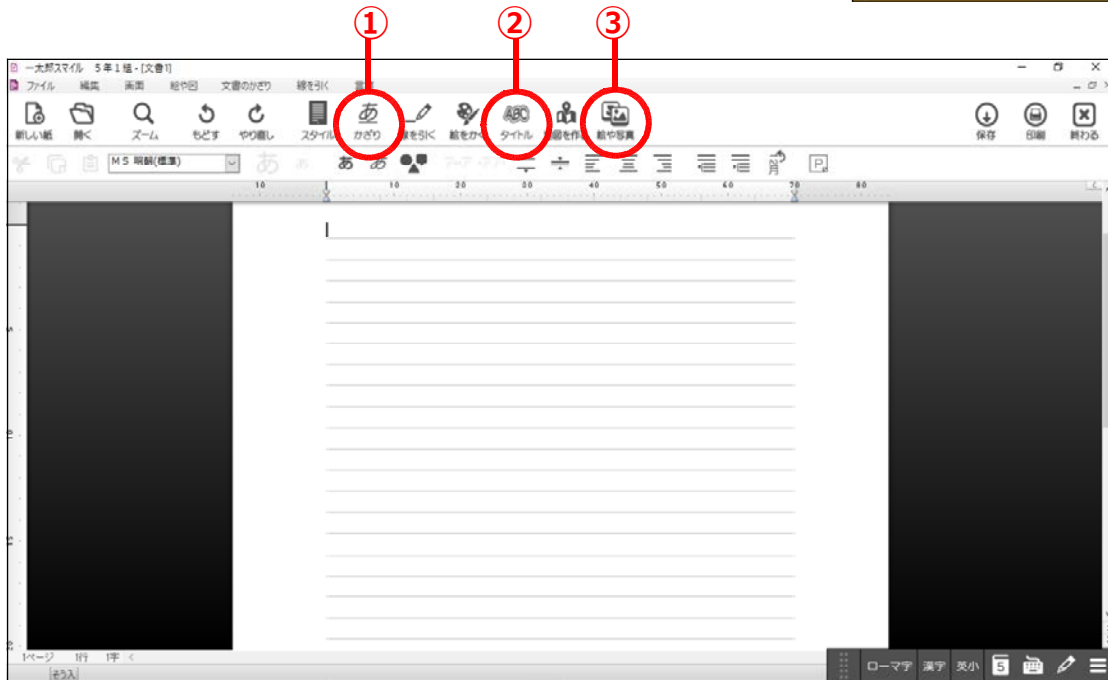 ① ② ③
一太郎スマイル 5年1組 - [文書1]
ファイル 編集 画面 絵や図 文書のかざり 線を引く
新しい紙 開く ズーム もどす やり直し スタイル かざり 線を引く 絵をかく タイトル 絵や写真 保存 印刷 終わる
MS 明朝(標準)
10 10 20 30 40 50 60 70 80
1ページ 1行 1字
そう入
ローマ字 漢字 英小 5